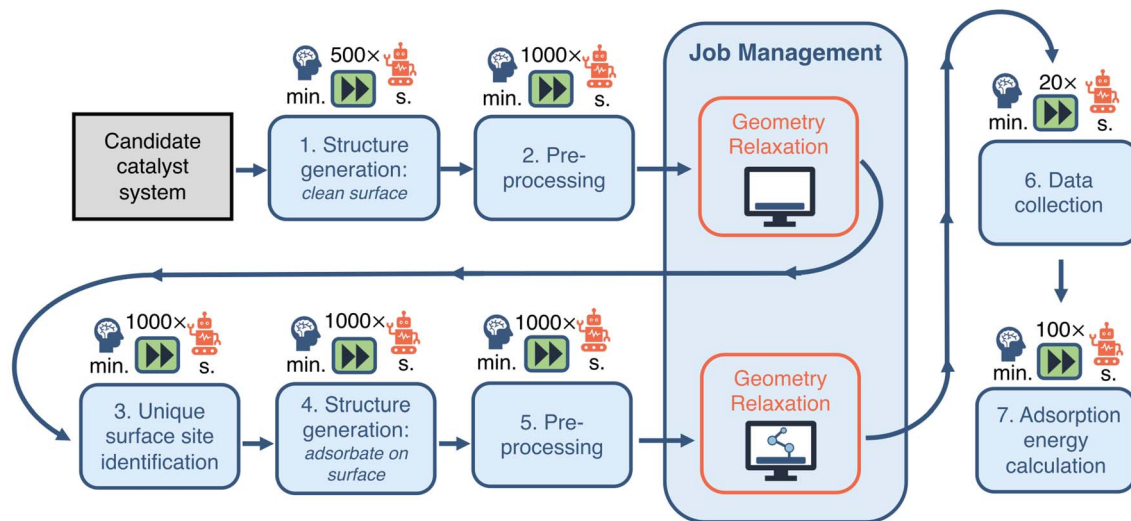 Candidate
catalyst
system
500×
min.
s.
1. Structure
generation:
clean surface
1000×
min.
s.
2. Pre-
processing
Job Management
Geometry
Relaxation
1000×
min.
s.
3. Unique
surface site
identification
1000×
min.
s.
4. Structure
generation:
adsorbate on
surface
1000×
min.
s.
5. Pre-
processing
Geometry
Relaxation
20×
min.
s.
6. Data
collection
100×
min.
s.
7. Adsorption
energy
calculation